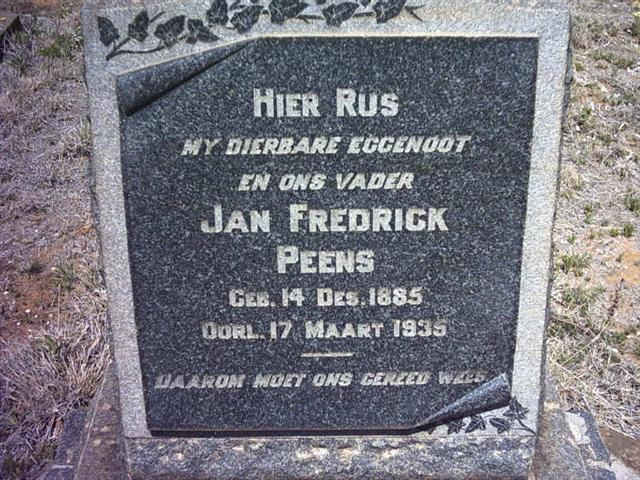 HIER RUS
MY DIERBARE EGGENOOT
EN ONS VADER
JAN FREDRICK
PEENS
GEB. 14 DES. 1885
OORL. 17 MAART 1935
DAAROM MOET ONS GEREED WEES